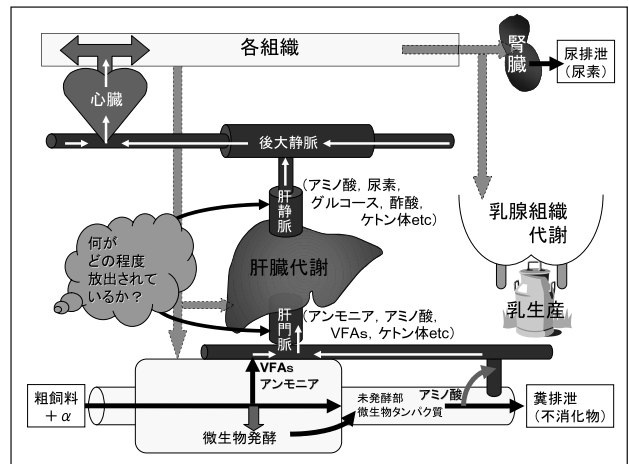 各組織
腎臓
尿排泄
(尿素)
心臓
後大静脈
肝静脈
(アミノ酸, 尿素,
グルコース, 酢酸,
ケトン体etc)
乳腺組織
代謝
何が
どの程度
放出されて
いるか?
肝臓代謝
乳生産
肝門脈
(アンモニア, アミノ酸,
VFAs, ケトン体etc)
VFAs
アンモニア
粗飼料
+α
未発酵部
微生物タンパク質
アミノ酸
糞排泄
(不消化物)
微生物発酵